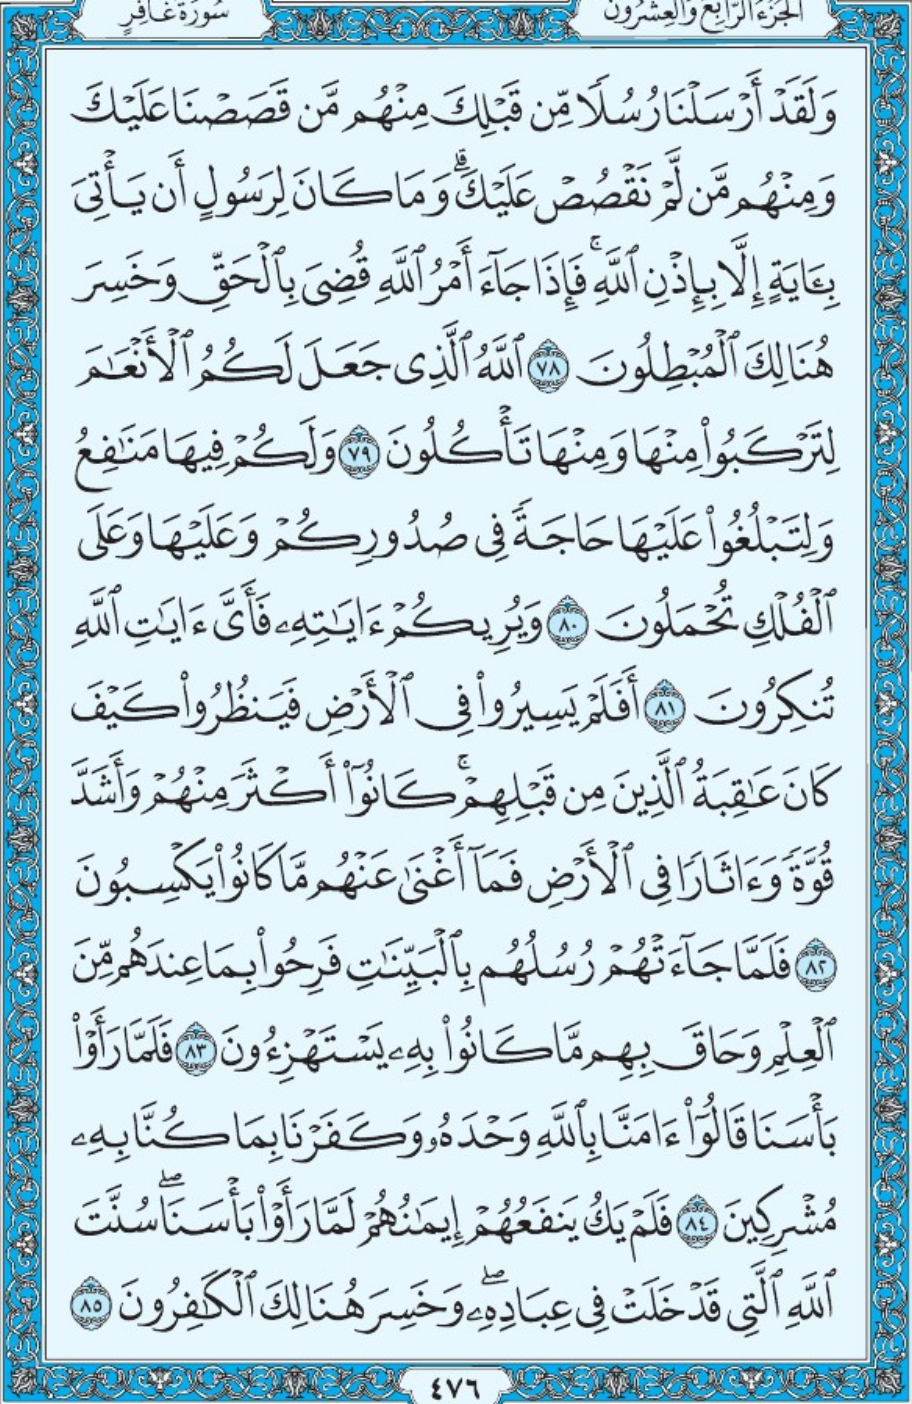 سُورَةُ غَافِرٍ
الجُزْءُ الرَّابِعُ وَالعِشْرُونَ
وَلَقَدۡ أَرۡسَلۡنَا رُسُلٗا مِّن قَبۡلِكَ مِنۡهُم مَّن قَصَصۡنَا عَلَيۡكَ
وَمِنۡهُم مَّن لَّمۡ نَقۡصُصۡ عَلَيۡكَۗ وَمَا كَانَ لِرَسُولٍ أَن يَأۡتِيَ
بِـَٔايَةٍ إِلَّا بِإِذۡنِ ٱللَّهِۚ فَإِذَا جَآءَ أَمۡرُ ٱللَّهِ قُضِيَ بِٱلۡحَقِّ وَخَسِرَ
هُنَالِكَ ٱلۡمُبۡطِلُونَ ٧٨ ٱللَّهُ ٱلَّذِي جَعَلَ لَكُمُ ٱلۡأَنۡعَٰمَ
لِتَرۡكَبُواْ مِنۡهَا وَمِنۡهَا تَأۡكُلُونَ ٧٩ وَلَكُمۡ فِيهَا مَنَٰفِعُ
وَلِتَبۡلُغُواْ عَلَيۡهَا حَاجَةٗ فِي صُدُورِكُمۡ وَعَلَيۡهَا وَعَلَى
ٱلۡفُلۡكِ تُحۡمَلُونَ ٨٠ وَيُرِيكُمۡ ءَايَٰتِهِۦ فَأَيَّ ءَايَٰتِ ٱللَّهِ
تُنكِرُونَ ٨١ أَفَلَمۡ يَسِيرُواْ فِي ٱلۡأَرۡضِ فَيَنظُرُواْ كَيۡفَ
كَانَ عَٰقِبَةُ ٱلَّذِينَ مِن قَبۡلِهِمۡۚ كَانُوٓاْ أَكۡثَرَ مِنۡهُمۡ وَأَشَدَّ
قُوَّةٗ وَءَاثَارٗا فِي ٱلۡأَرۡضِ فَمَآ أَغۡنَىٰ عَنۡهُم مَّا كَانُواْ يَكۡسِبُونَ
٨٢ فَلَمَّا جَآءَتۡهُمۡ رُسُلُهُم بِٱلۡبَيِّنَٰتِ فَرِحُواْ بِمَا عِندَهُم مِّنَ
ٱلۡعِلۡمِ وَحَاقَ بِهِم مَّا كَانُواْ بِهِۦ يَسۡتَهۡزِءُونَ ٨٣ فَلَمَّا رَأَوۡاْ
بَأۡسَنَا قَالُوٓاْ ءَامَنَّا بِٱللَّهِ وَحۡدَهُۥ وَكَفَرۡنَا بِمَا كُنَّا بِهِۦ
مُشۡرِكِينَ ٨٤ فَلَمۡ يَكُ يَنفَعُهُمۡ إِيمَٰنُهُمۡ لَمَّا رَأَوۡاْ بَأۡسَنَاۖ سُنَّتَ
ٱللَّهِ ٱلَّتِي قَدۡ خَلَتۡ فِي عِبَادِهِۦۖ وَخَسِرَ هُنَالِكَ ٱلۡكَٰفِرُونَ ٨٥
٤٧٦